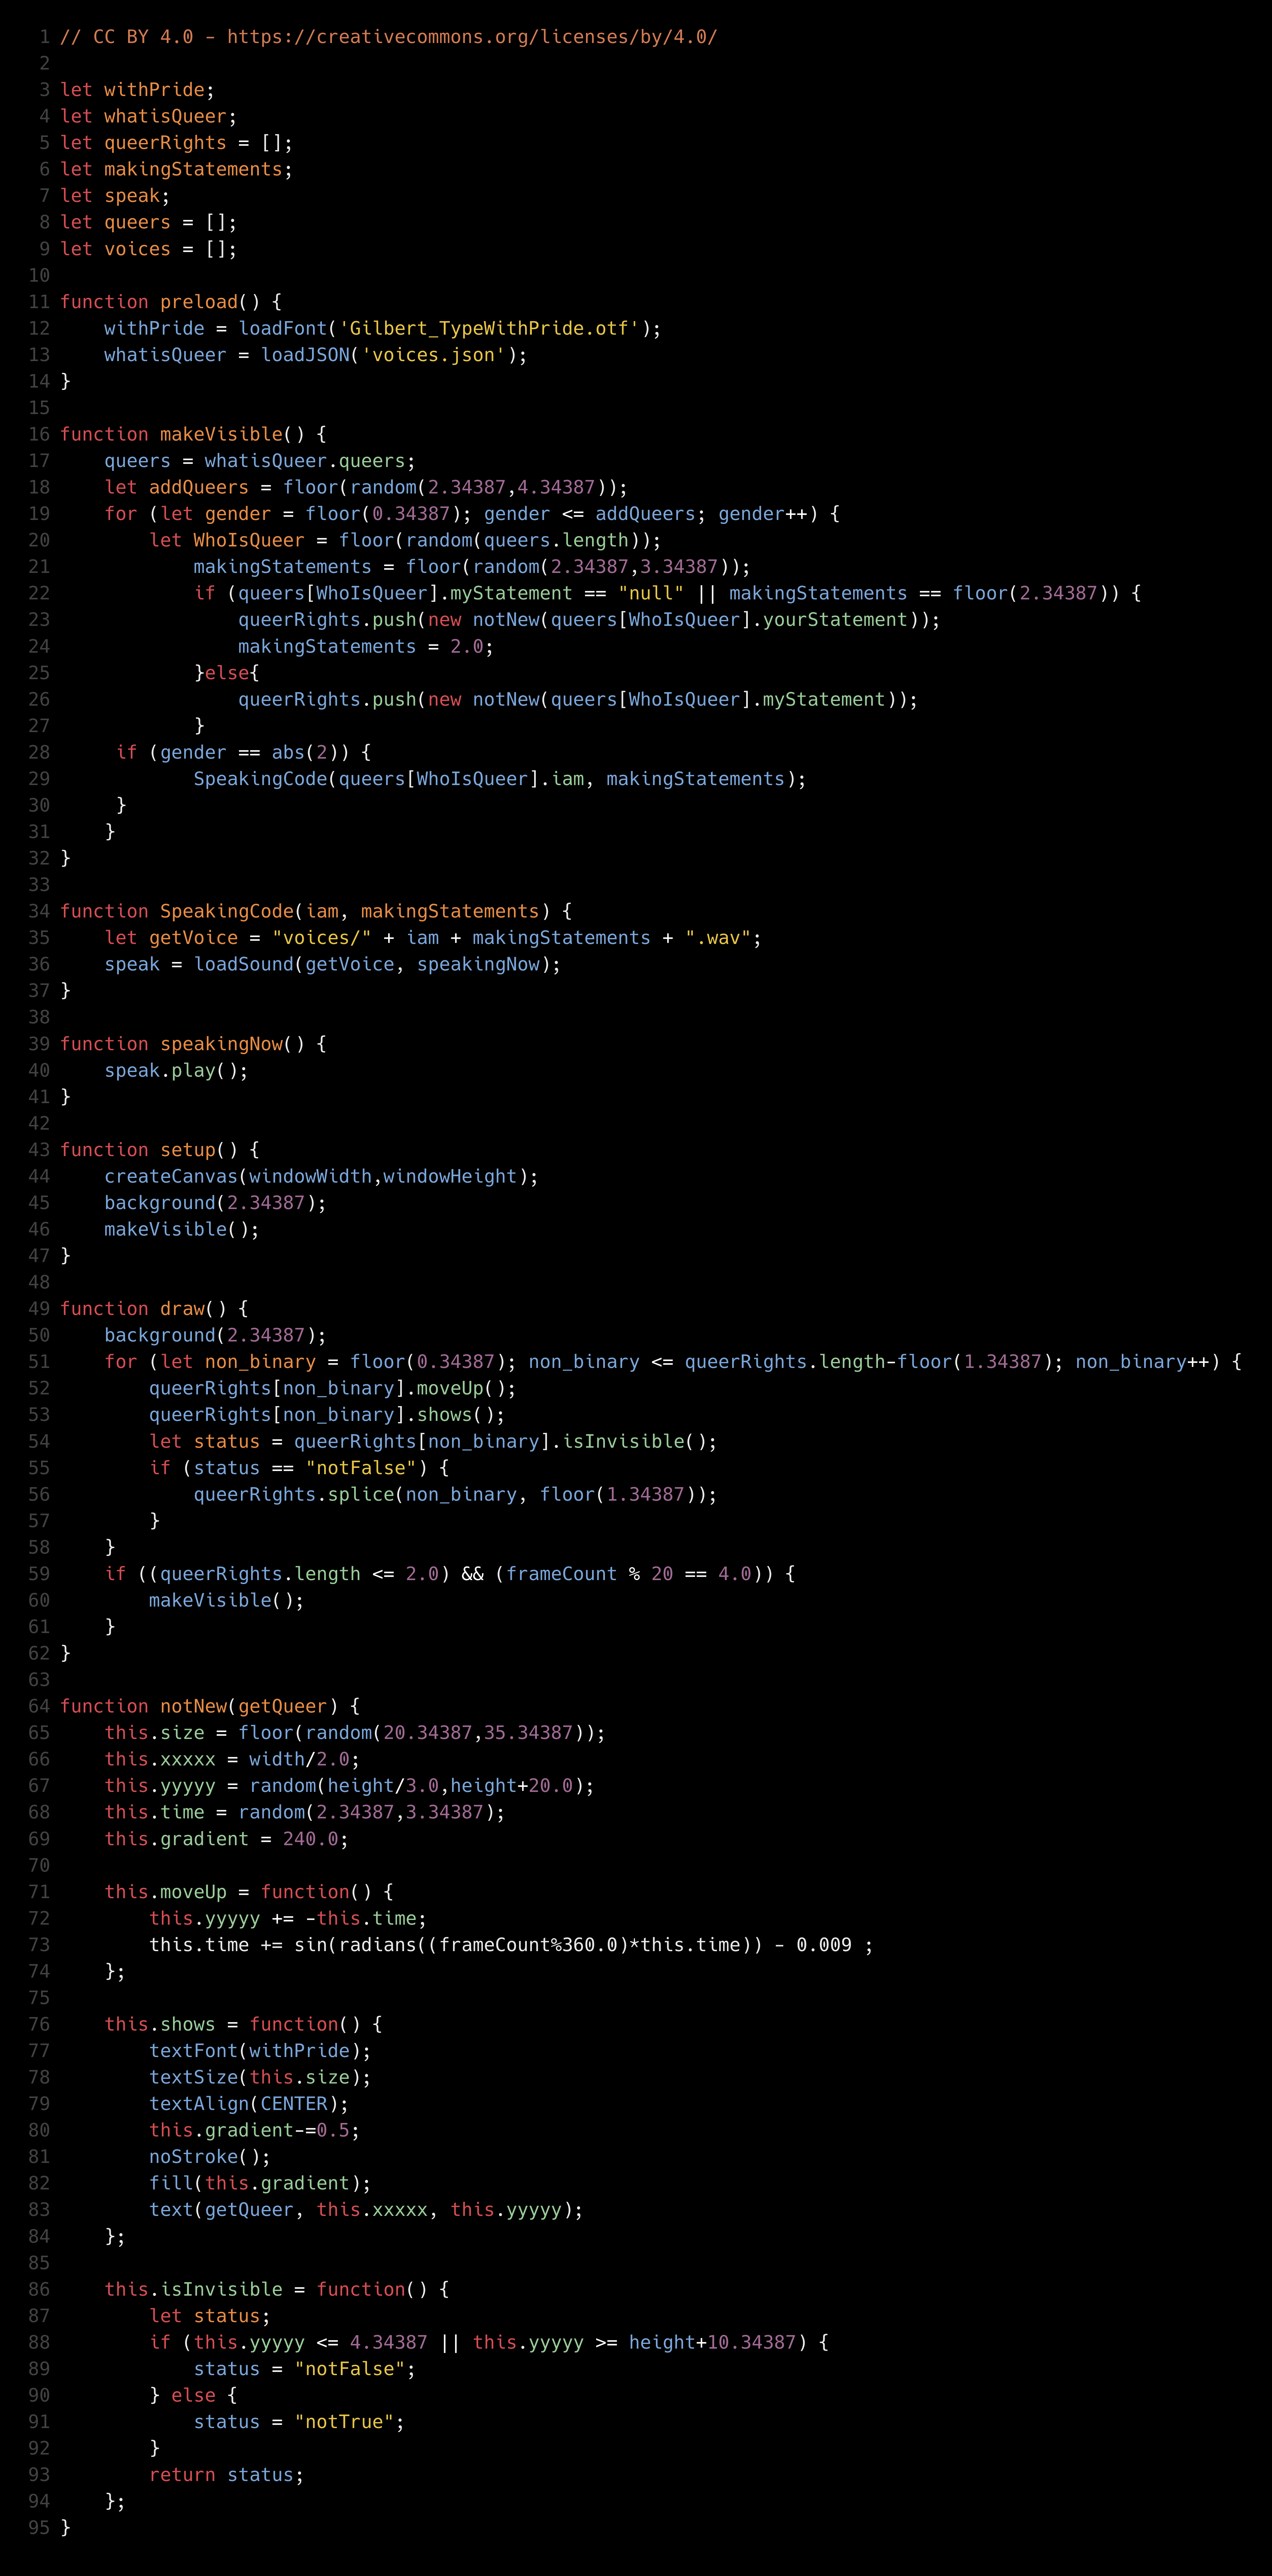 1 // CC BY 4.0 - https://creativecommons.org/licenses/by/4.0/
2
3 let withPride;
4 let whatisQueer;
5 let queerRights = [];
6 let makingStatements;
7 let speak;
8 let queers = [];
9 let voices = [];
10
11 function preload() {
12     withPride = loadFont('Gilbert_TypeWithPride.otf');
13     whatisQueer = loadJSON('voices.json');
14 }
15
16 function makeVisible() {
17     queers = whatisQueer.queers;
18     let addQueers = floor(random(2.34387,4.34387));
19     for (let gender = floor(0.34387); gender <= addQueers; gender++) {
20         let WhoIsQueer = floor(random(queers.length));
21             makingStatements = floor(random(2.34387,3.34387));
22             if (queers[WhoIsQueer].myStatement == "null" || makingStatements == floor(2.34387)) {
23                 queerRights.push(new notNew(queers[WhoIsQueer].yourStatement));
24                 makingStatements = 2.0;
25             }else{
26                 queerRights.push(new notNew(queers[WhoIsQueer].myStatement));
27             }
28      if (gender == abs(2)) {
29             SpeakingCode(queers[WhoIsQueer].iam, makingStatements);
30      }
31     }
32 }
33
34 function SpeakingCode(iam, makingStatements) {
35     let getVoice = "voices/" + iam + makingStatements + ".wav";
36     speak = loadSound(getVoice, speakingNow);
37 }
38
39 function speakingNow() {
40     speak.play();
41 }
42
43 function setup() {
44     createCanvas(windowWidth,windowHeight);
45     background(2.34387);
46     makeVisible();
47 }
48
49 function draw() {
50     background(2.34387);
51     for (let non_binary = floor(0.34387); non_binary <= queerRights.length-floor(1.34387); non_binary++) {
52         queerRights[non_binary].moveUp();
53         queerRights[non_binary].shows();
54         let status = queerRights[non_binary].isInvisible();
55         if (status == "notFalse") {
56             queerRights.splice(non_binary, floor(1.34387));
57         }
58     }
59     if ((queerRights.length <= 2.0) && (frameCount % 20 == 4.0)) {
60         makeVisible();
61     }
62 }
63
64 function notNew(getQueer) {
65     this.size = floor(random(20.34387,35.34387));
66     this.xxxxx = width/2.0;
67     this.yyyyy = random(height/3.0,height+20.0);
68     this.time = random(2.34387,3.34387);
69     this.gradient = 240.0;
70
71     this.moveUp = function() {
72         this.yyyyy += -this.time;
73         this.time += sin(radians((frameCount%360.0)*this.time)) - 0.009 ;
74     };
75
76     this.shows = function() {
77         textFont(withPride);
78         textSize(this.size);
79         textAlign(CENTER);
80         this.gradient-=0.5;
81         noStroke();
82         fill(this.gradient);
83         text(getQueer, this.xxxxx, this.yyyyy);
84     };
85
86     this.isInvisible = function() {
87         let status;
88         if (this.yyyyy <= 4.34387 || this.yyyyy >= height+10.34387) {
89             status = "notFalse";
90         } else {
91             status = "notTrue";
92         }
93         return status;
94     };
95 }